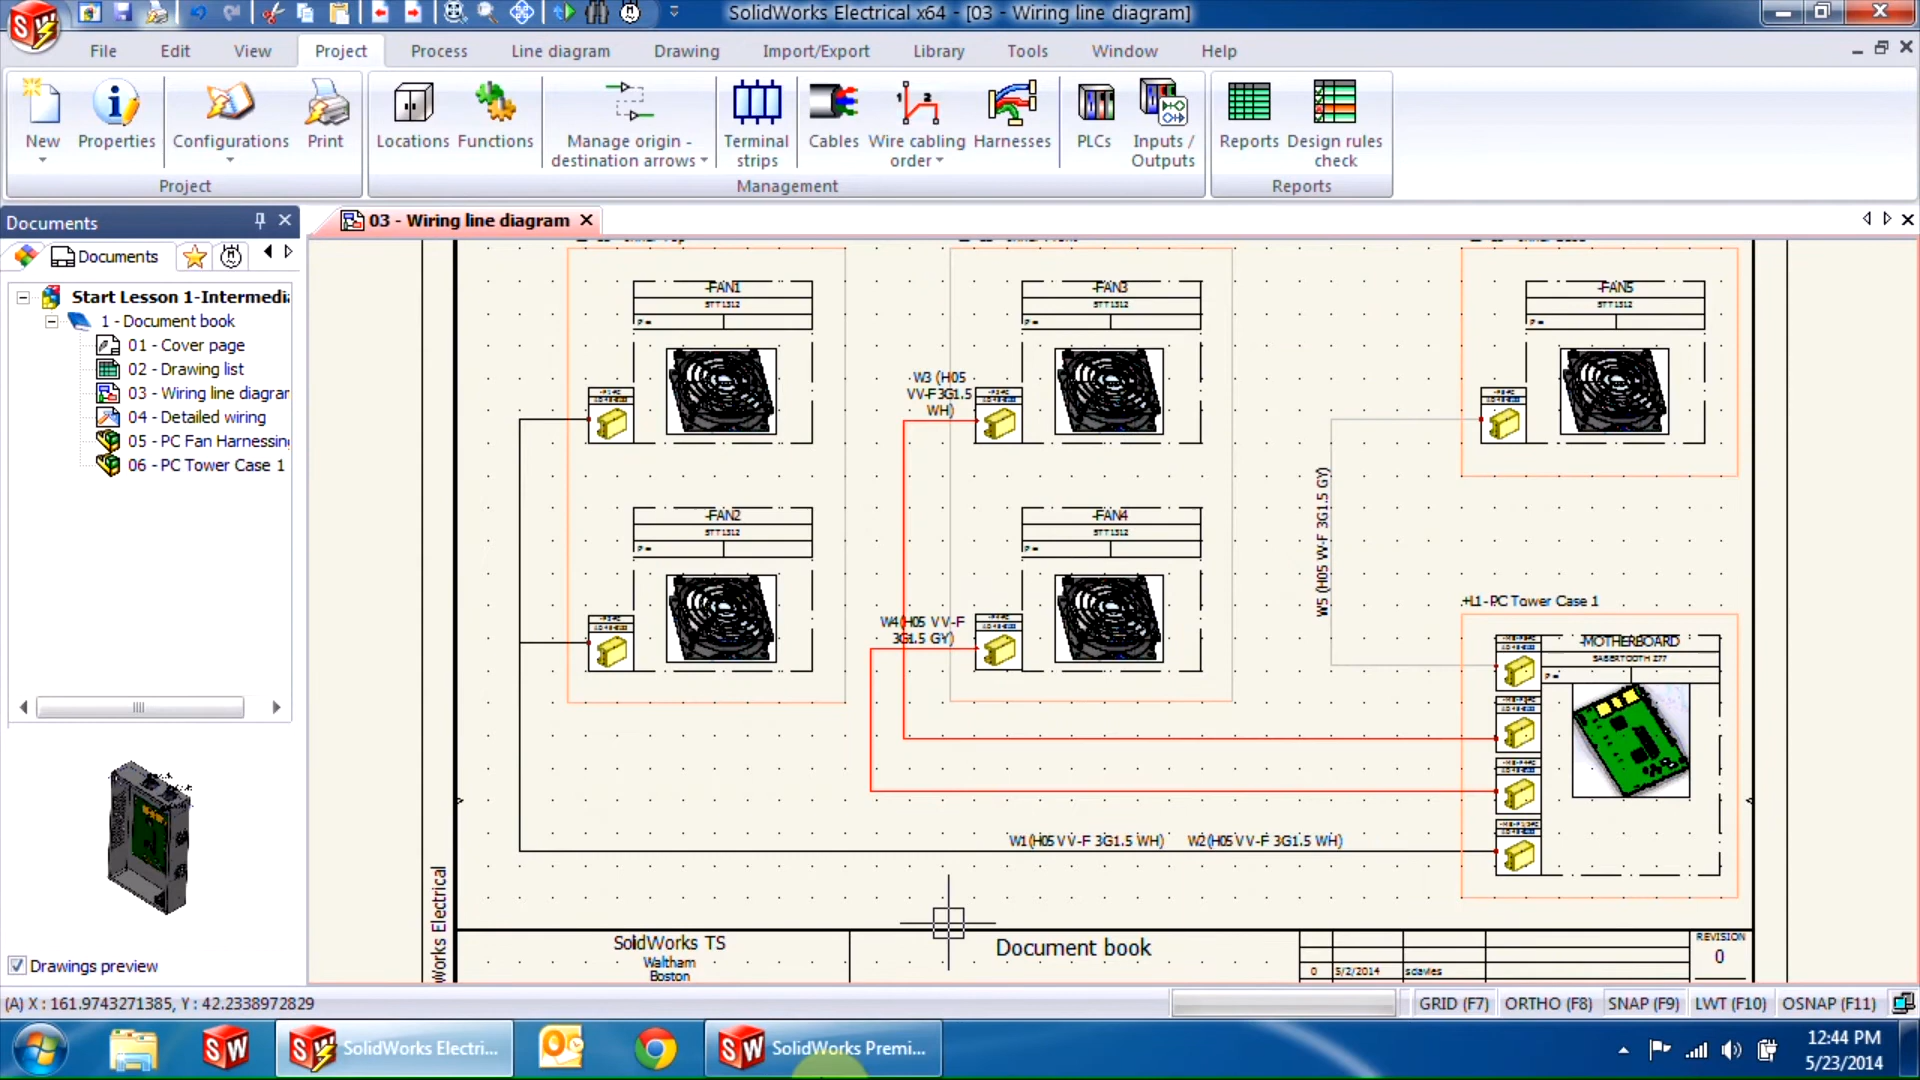 SolidWorks Electrical x64 - [03 - Wiring line diagram]
File Edit View Project Process Line diagram Drawing Import/Export Library Tools Window Help
New Properties Configurations Print
Project
Locations Functions Manage origin - destination arrows Terminal strips Cables Wire cabling order Harnesses PLCs Inputs / Outputs
Management
Reports Design rules check
Reports
Documents
03 - Wiring line diagram
Documents
Start Lesson 1-Intermedi
1 - Document book
01 - Cover page
02 - Drawing list
03 - Wiring line diagrar
04 - Detailed wiring
05 - PC Fan Harnessin
06 - PC Tower Case 1
Drawings preview
-FAN1
STT1312
P=
-FAN3
STT1312
P=
-FAN5
STT1312
P=
W3 (H05
VV-F 3G1.5
WH)
-FAN2
STT1312
P=
-FAN4
STT1312
P=
W4(H05 VV-F
3G1.5 GY)
W5 (H05 VV-F 3G1.5 GY)
+L1-PC Tower Case 1
-MOTHERBOARD
SABERTOOTH Z77
P=
W1(H05 VV-F 3G1.5 WH) W2(H05 VV-F 3G1.5 WH)
Works Electrical
SolidWorks TS
Waltham
Boston
Document book
0 5/2/2014 sdavies
REVISION
0
(A) X : 161.9743271385, Y : 42.2338972829
GRID (F7) ORTHO (F8) SNAP (F9) LWT (F10) OSNAP (F11)
SolidWorks Electri...
SolidWorks Premi...
12:44 PM
5/23/2014